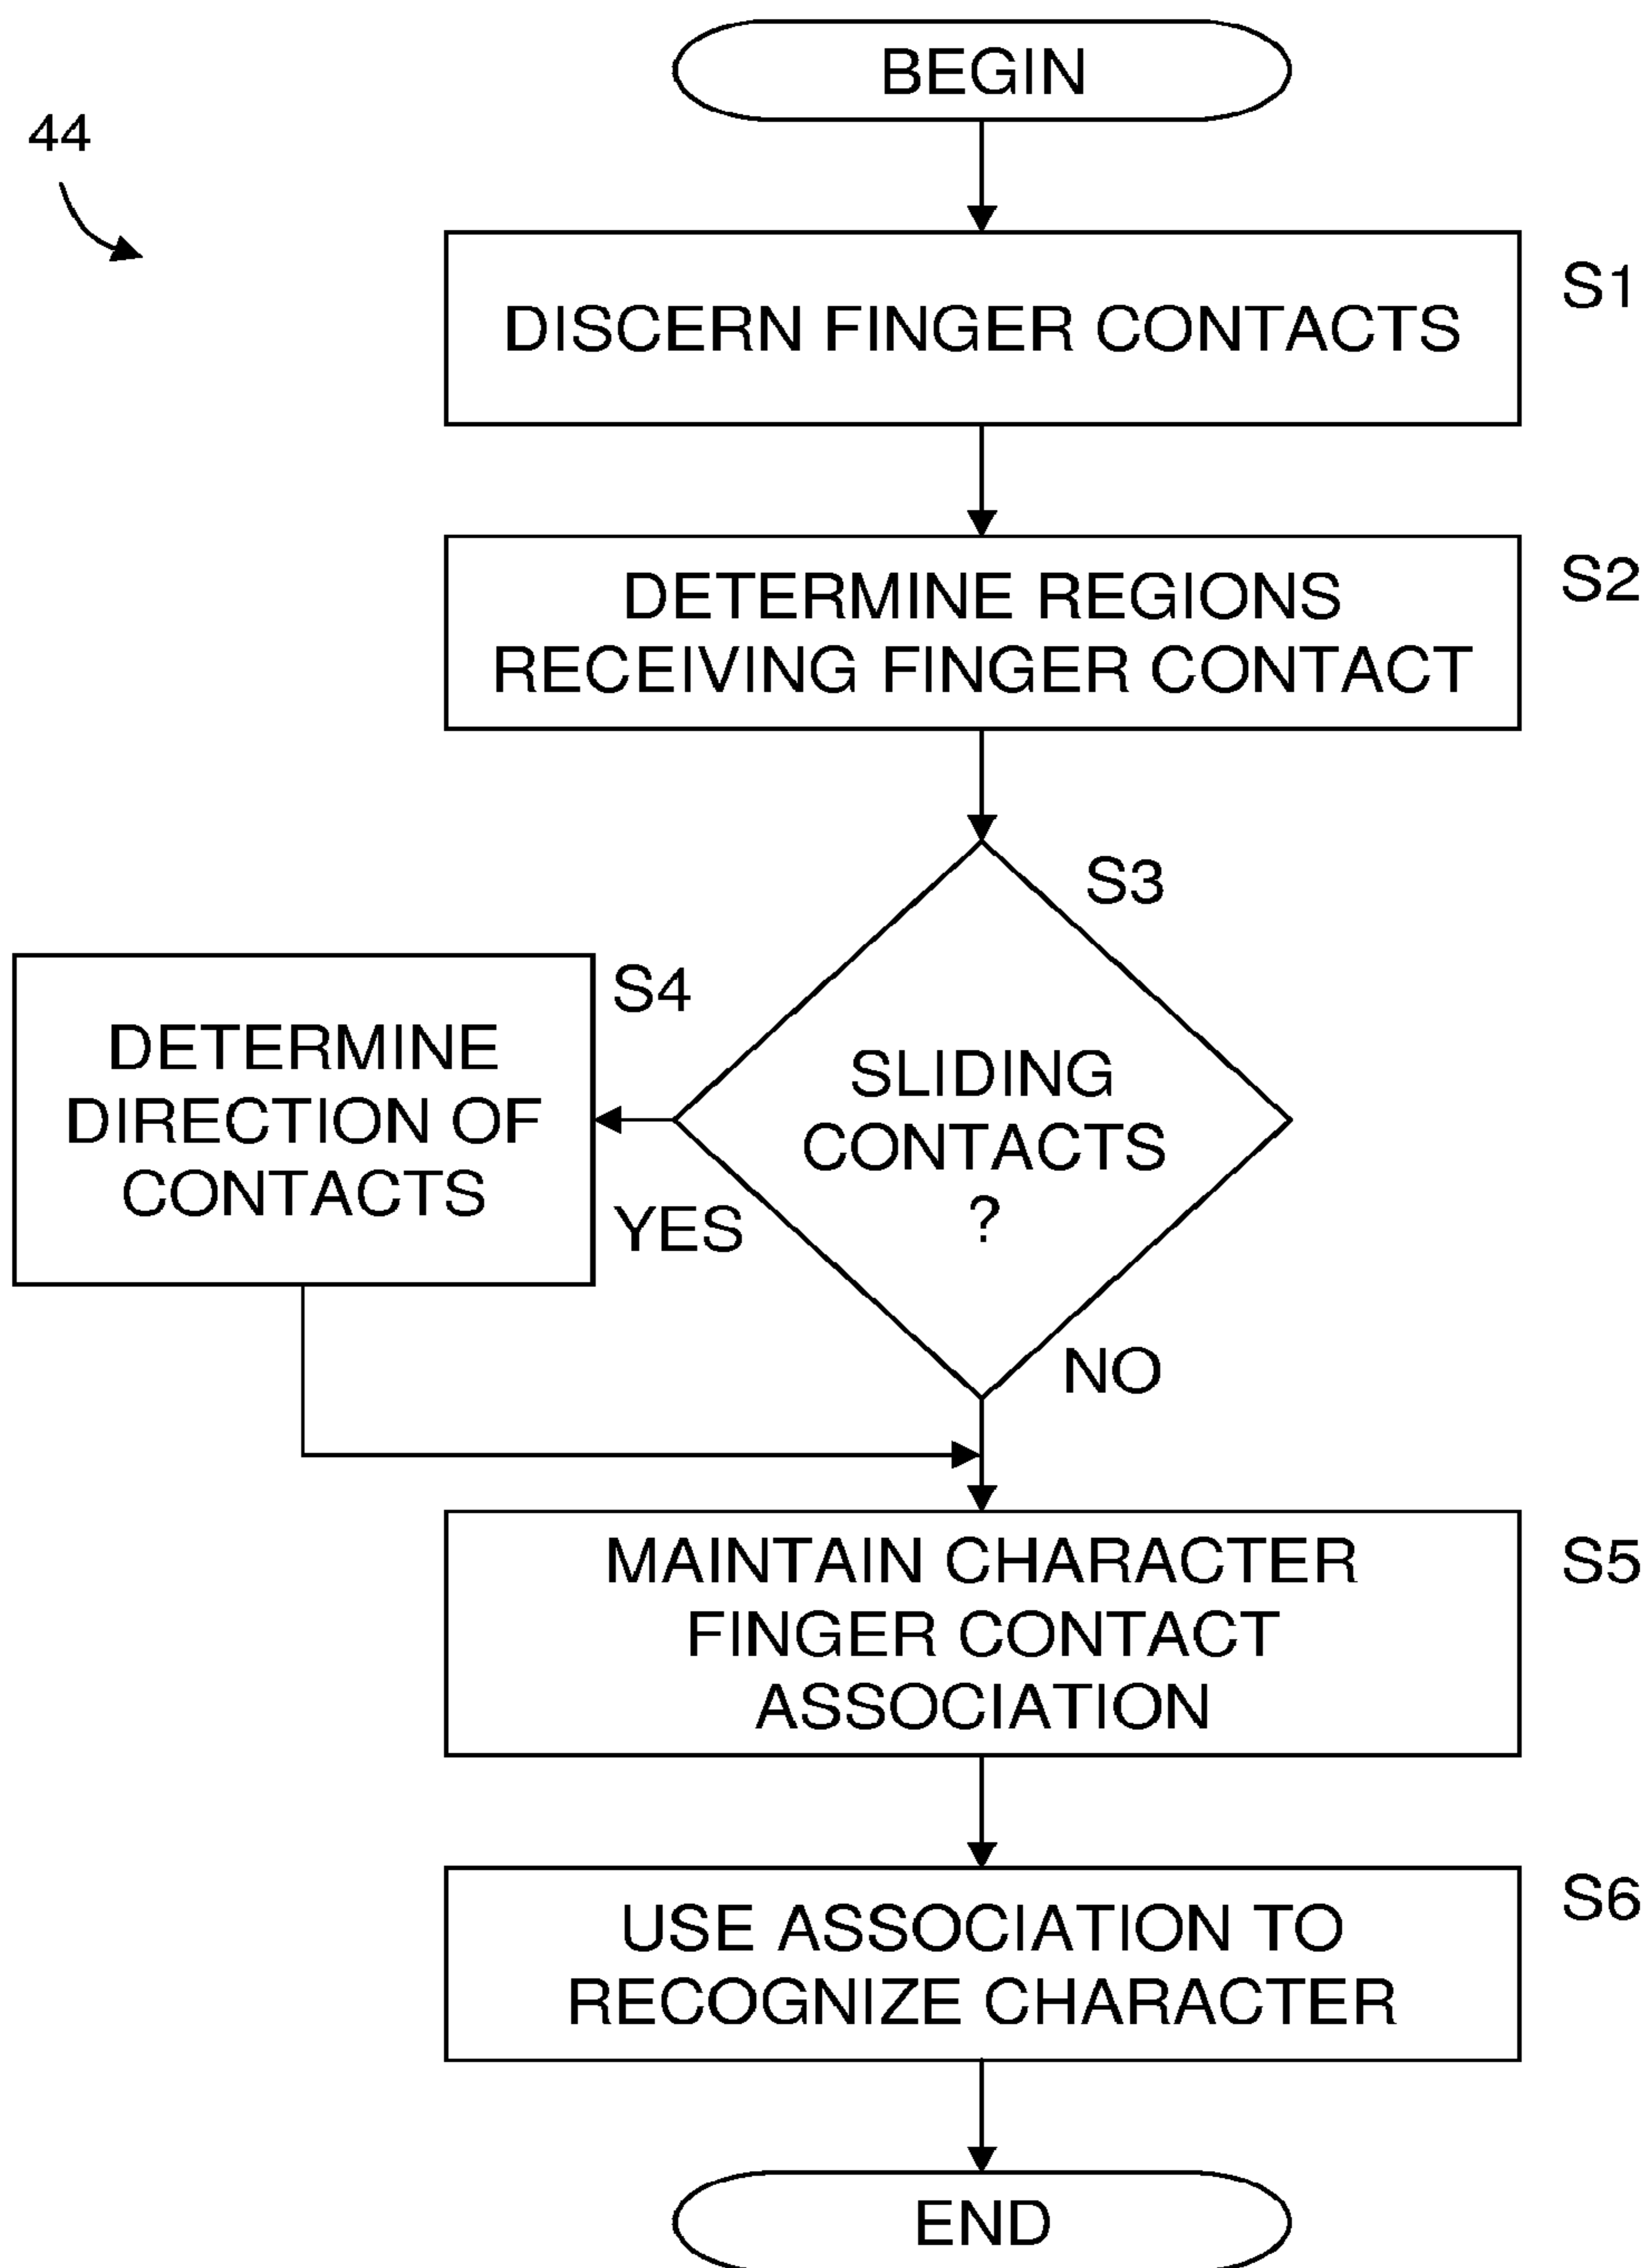 BEGIN
44
DISCERN FINGER CONTACTS
S1
DETERMINE REGIONS
RECEIVING FINGER CONTACT
S2
S3
SLIDING
CONTACTS
?
YES
NO
S4
DETERMINE
DIRECTION OF
CONTACTS
MAINTAIN CHARACTER
FINGER CONTACT
ASSOCIATION
S5
USE ASSOCIATION TO
RECOGNIZE CHARACTER
S6
END